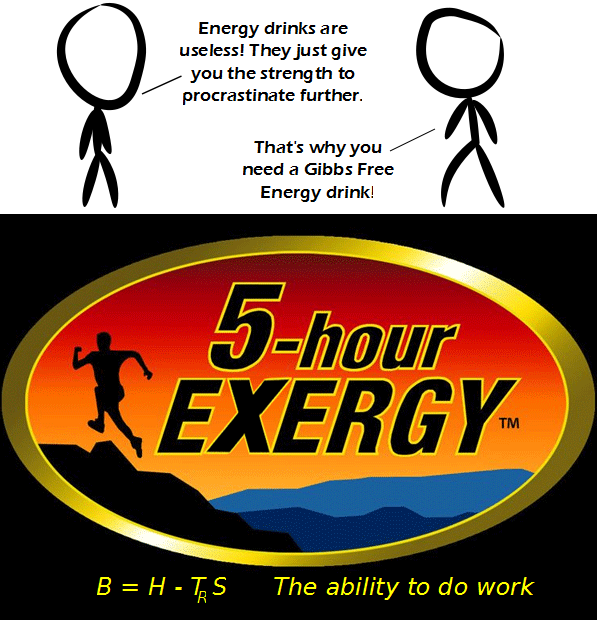 Energy drinks are
useless! They just give
you the strength to
procrastinate further.
That's why you
need a Gibbs Free
Energy drink!
5-hour
EXERGY™
B = H - T_R S The ability to do work